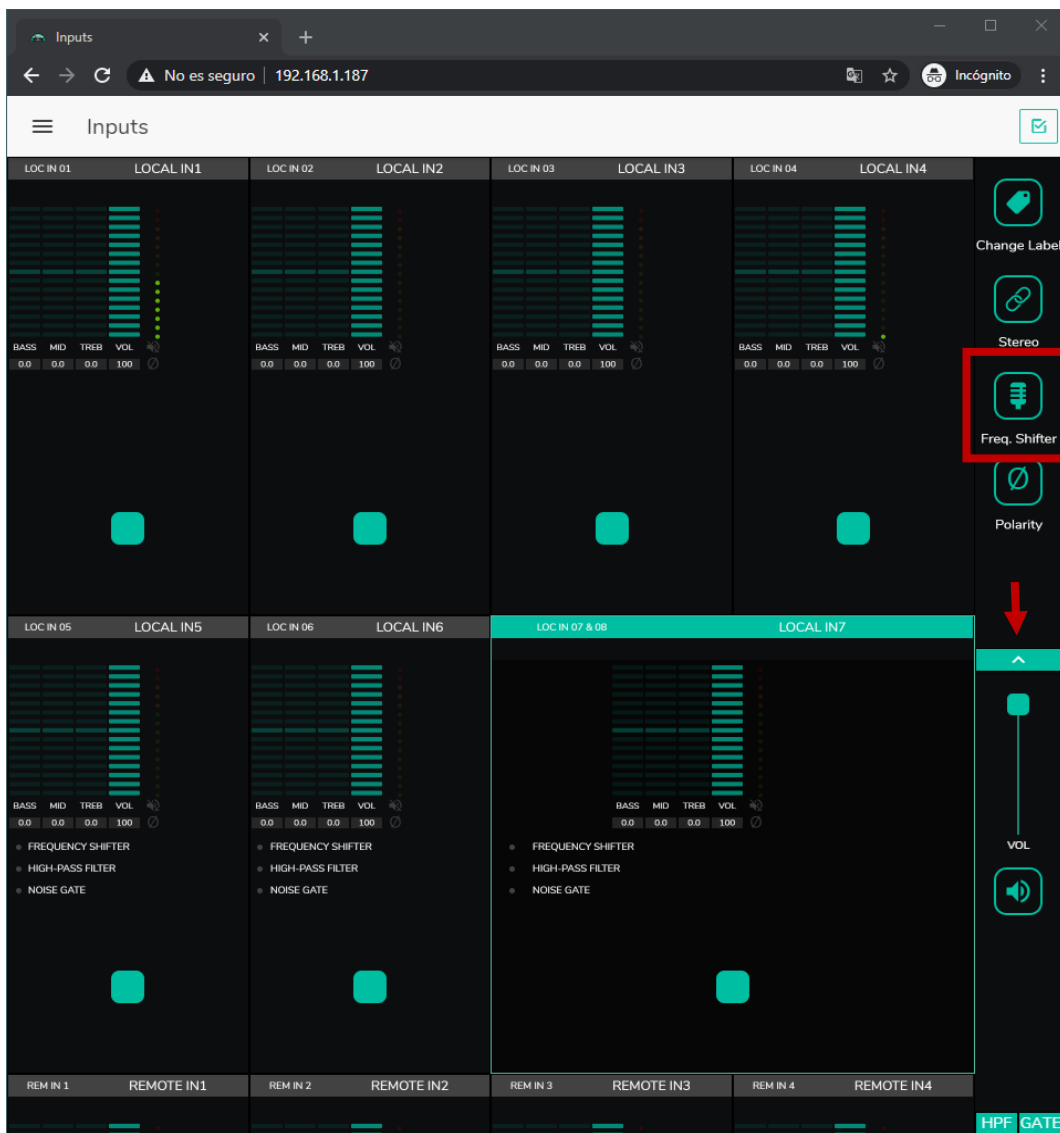 Inputs
No es seguro | 192.168.1.187 Incógnito
Inputs
LOC IN 01 LOCAL IN1 LOC IN 02 LOCAL IN2 LOC IN 03 LOCAL IN3 LOC IN 04 LOCAL IN4
Change Label
Stereo
BASS MID TREB VOL BASS MID TREB VOL BASS MID TREB VOL BASS MID TREB VOL
0.0 0.0 0.0 100 0.0 0.0 0.0 100 0.0 0.0 0.0 100 0.0 0.0 0.0 100
Freq. Shifter
Polarity
LOC IN 05 LOCAL IN5 LOC IN 06 LOCAL IN6 LOC IN 07 & 08 LOCAL IN7
BASS MID TREB VOL BASS MID TREB VOL BASS MID TREB VOL
0.0 0.0 0.0 100 0.0 0.0 0.0 100 0.0 0.0 0.0 100
FREQUENCY SHIFTER FREQUENCY SHIFTER FREQUENCY SHIFTER
VOL
HIGH-PASS FILTER HIGH-PASS FILTER HIGH-PASS FILTER
NOISE GATE NOISE GATE NOISE GATE
REM IN 1 REMOTE IN1 REM IN 2 REMOTE IN2 REM IN 3 REMOTE IN3 REM IN 4 REMOTE IN4
HPF GATE